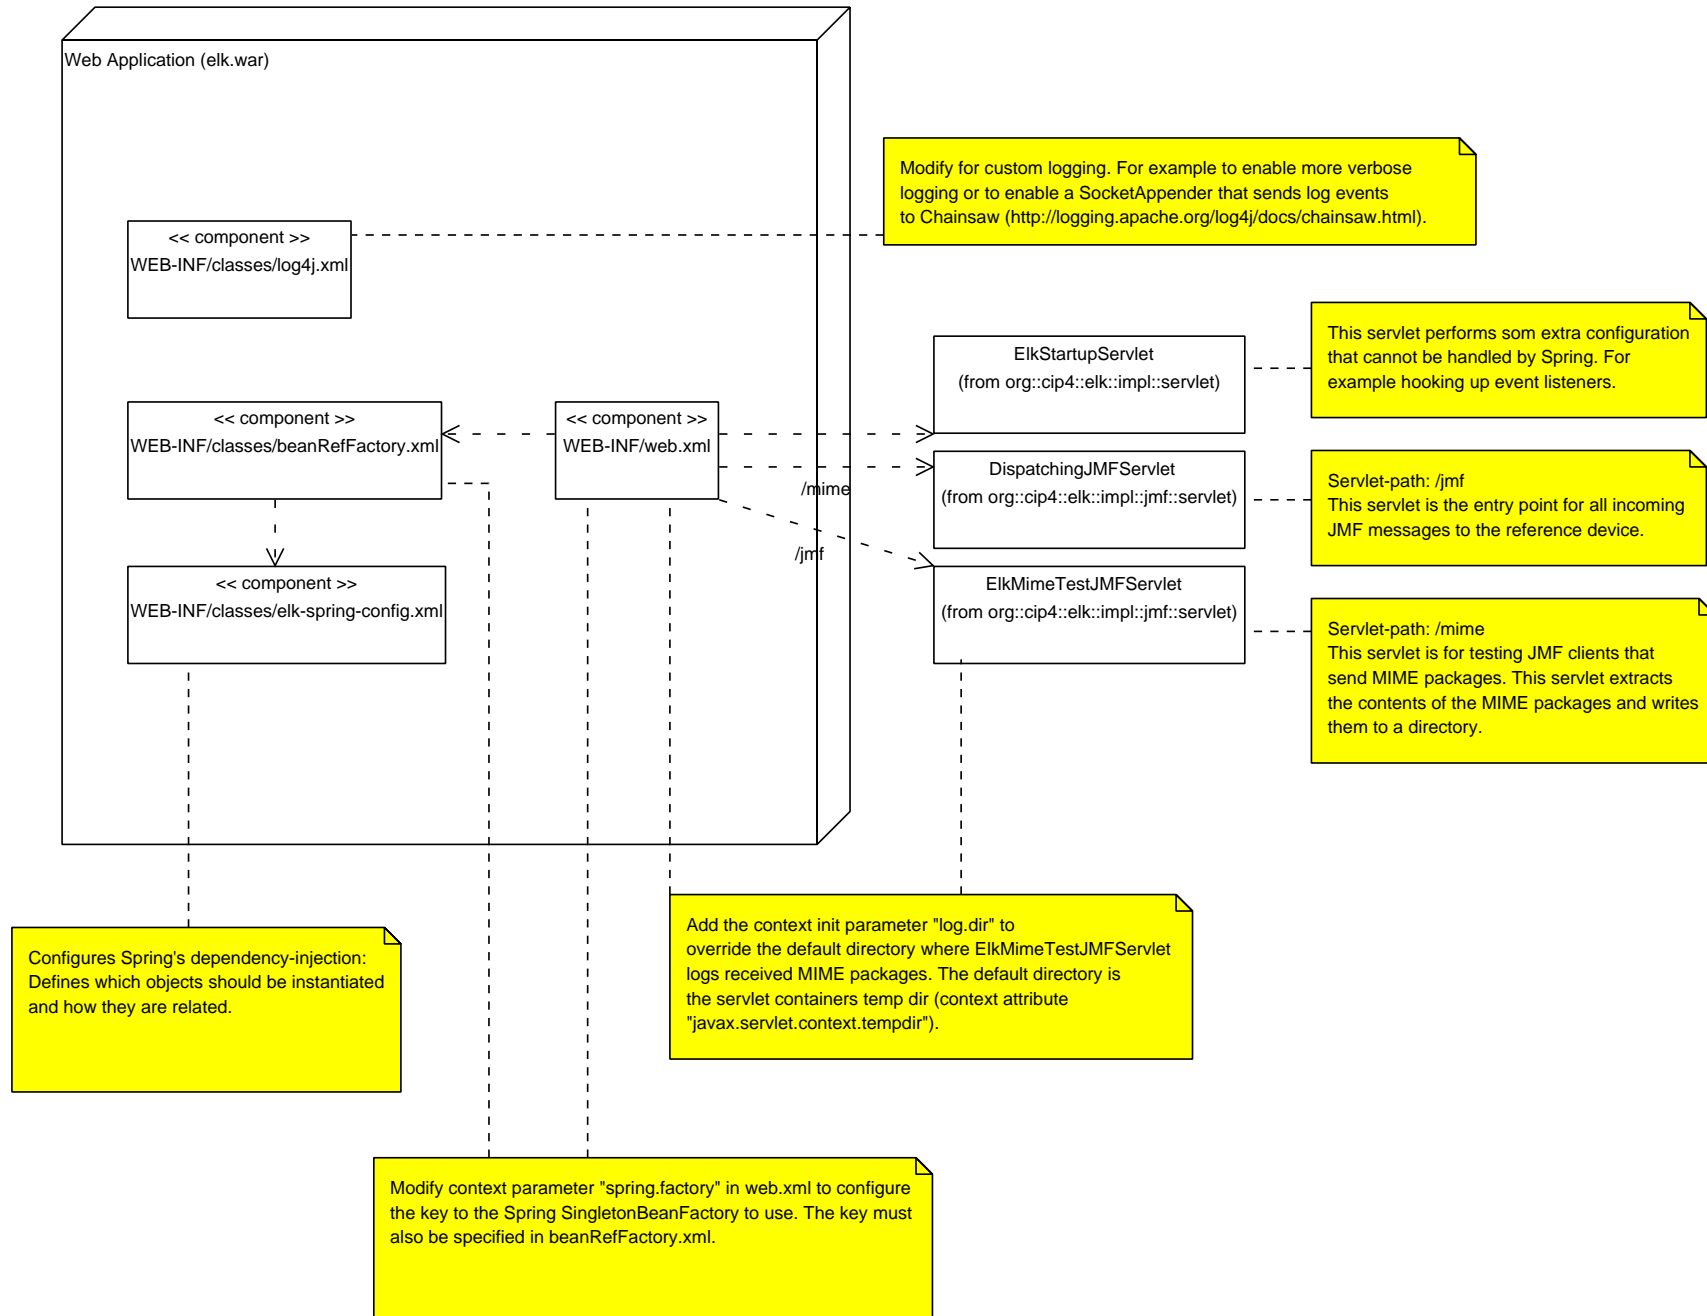 Web Application (elk.war)
Modify for custom logging. For example to enable more verbose
logging or to enable a SocketAppender that sends log events
to Chainsaw (http://logging.apache.org/log4j/docs/chainsaw.html).
<< component >>
WEB-INF/classes/log4j.xml
This servlet performs som extra configuration
that cannot be handled by Spring. For
example hooking up event listeners.
ElkStartupServlet
(from org::cip4::elk::impl::servlet)
<< component >>
WEB-INF/classes/beanRefFactory.xml
<< component >>
WEB-INF/web.xml
DispatchingJMFServlet
(from org::cip4::elk::impl::jmf::servlet)
/mime
Servlet-path: /jmf
This servlet is the entry point for all incoming
JMF messages to the reference device.
/jmf
<< component >>
WEB-INF/classes/elk-spring-config.xml
ElkMimeTestJMFServlet
(from org::cip4::elk::impl::jmf::servlet)
Servlet-path: /mime
This servlet is for testing JMF clients that
send MIME packages. This servlet extracts
the contents of the MIME packages and writes
them to a directory.
Configures Spring's dependency-injection:
Defines which objects should be instantiated
and how they are related.
Add the context init parameter "log.dir" to
override the default directory where ElkMimeTestJMFServlet
logs received MIME packages. The default directory is
the servlet containers temp dir (context attribute
"javax.servlet.context.tempdir").
Modify context parameter "spring.factory" in web.xml to configure
the key to the Spring SingletonBeanFactory to use. The key must
also be specified in beanRefFactory.xml.